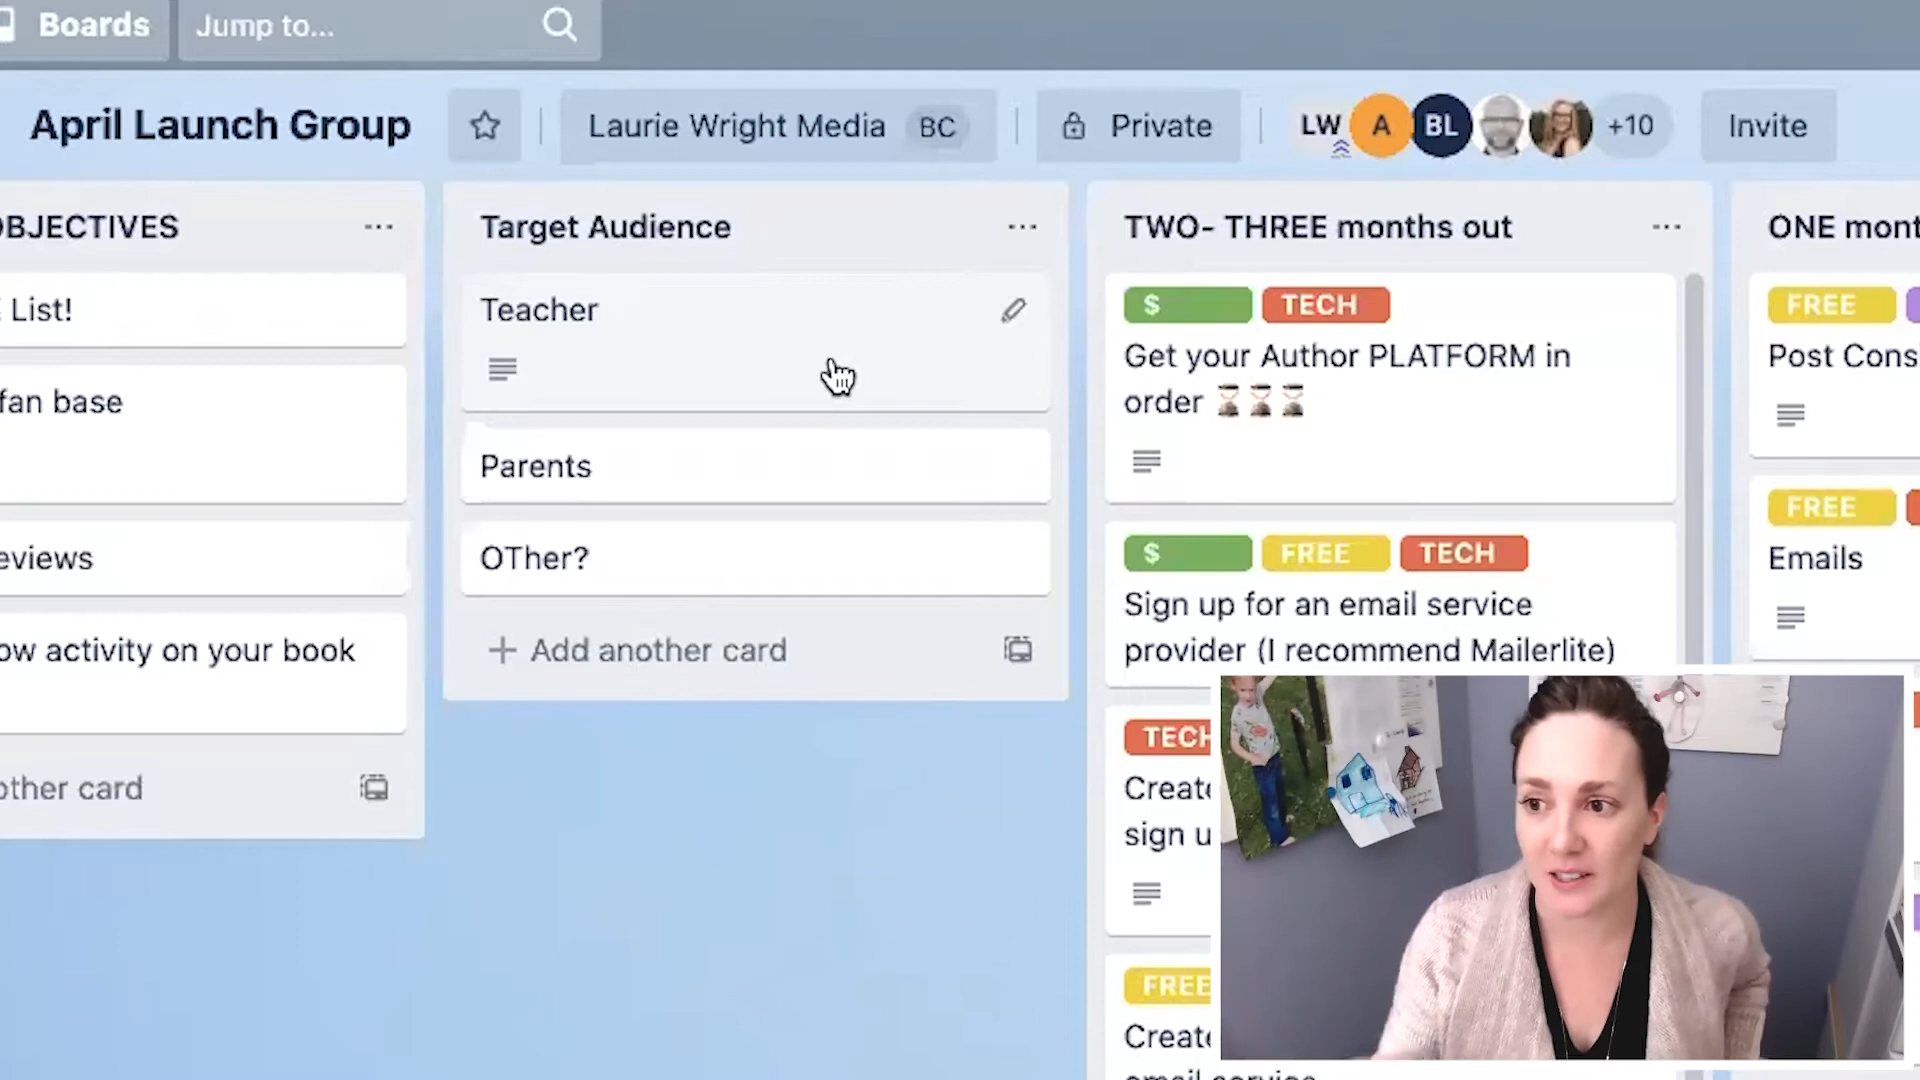 Boards
Jump to...
April Launch Group
Laurie Wright Media BC
Private
LW A BL +10
Invite
BJECTIVES
List!
fan base
eviews
ow activity on your book
other card
Target Audience
Teacher
Parents
OTher?
+ Add another card
TWO- THREE months out
$ TECH
Get your Author PLATFORM in
order ⌛⌛⌛
$ FREE TECH
Sign up for an email service
provider (I recommend Mailerlite)
TECH
Create
sign u
FREE
Create
email service
ONE mont
FREE
Post Cons
FREE
Emails